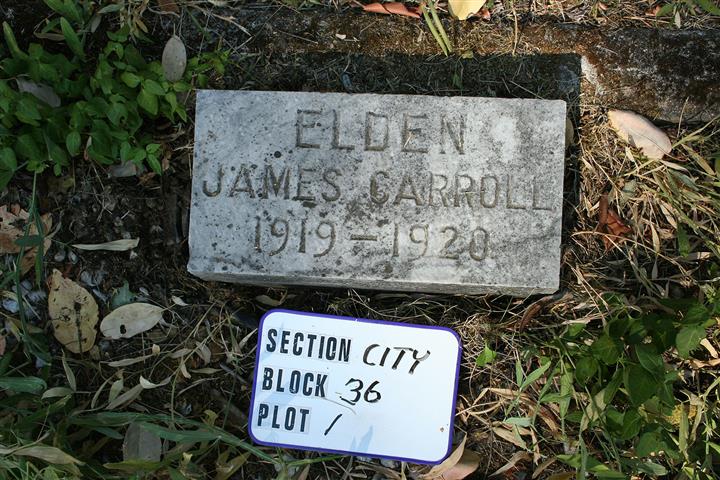 ELDEN
JAMES CARROLL
1919 - 1920
SECTION CITY
BLOCK 36
PLOT 1